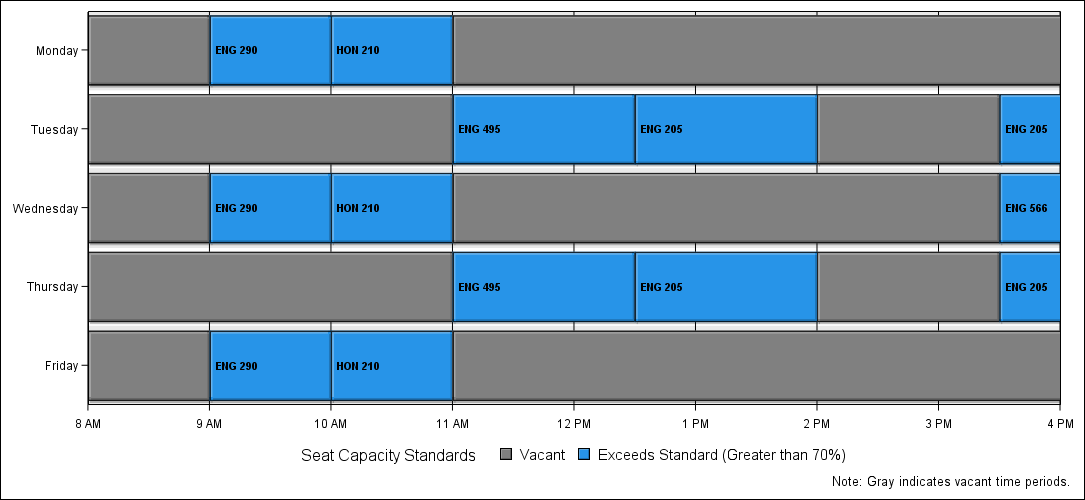 Monday ENG 290 HON 210
Tuesday ENG 495 ENG 205 ENG 205
Wednesday ENG 290 HON 210 ENG 566
Thursday ENG 495 ENG 205 ENG 205
Friday ENG 290 HON 210
8 AM 9 AM 10 AM 11 AM 12 PM 1 PM 2 PM 3 PM 4 PM
Seat Capacity Standards Vacant Exceeds Standard (Greater than 70%)
Note: Gray indicates vacant time periods.